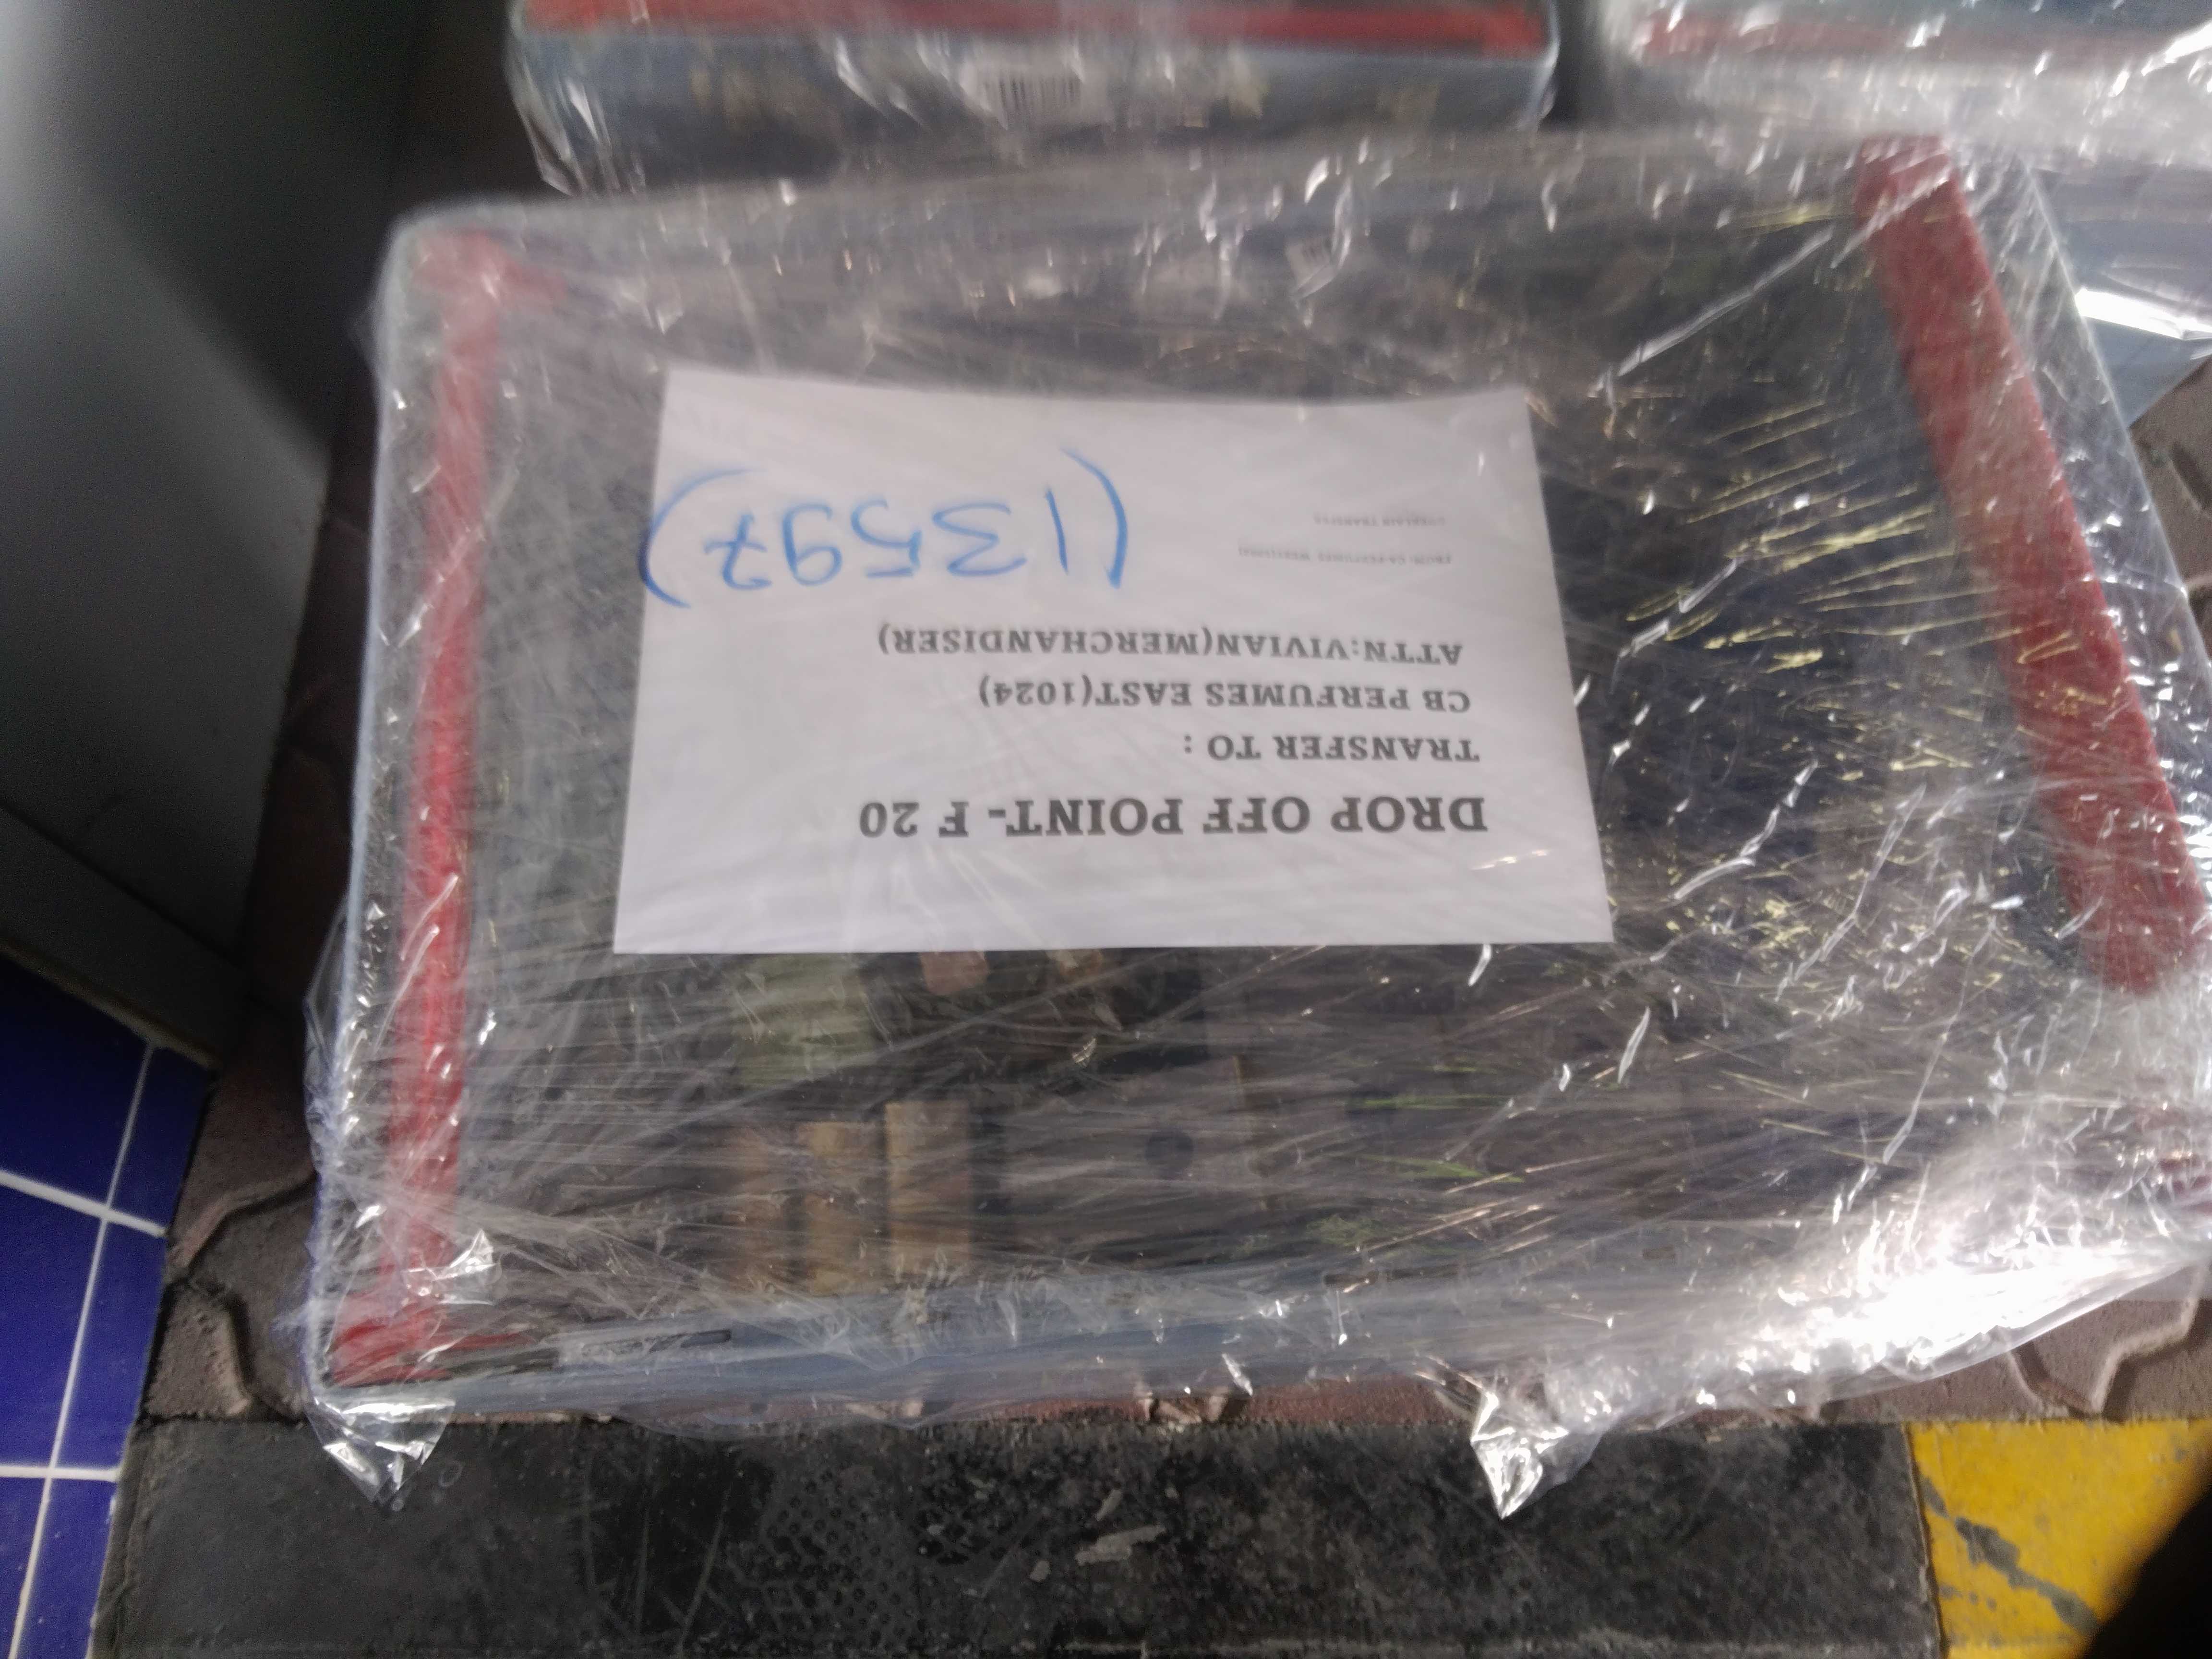 DROP OFF POINT- F 20
TRANSFER TO :
CB PERFUMES EAST(1024)
ATTN:VIVIAN(MERCHANDISER)
(13597)